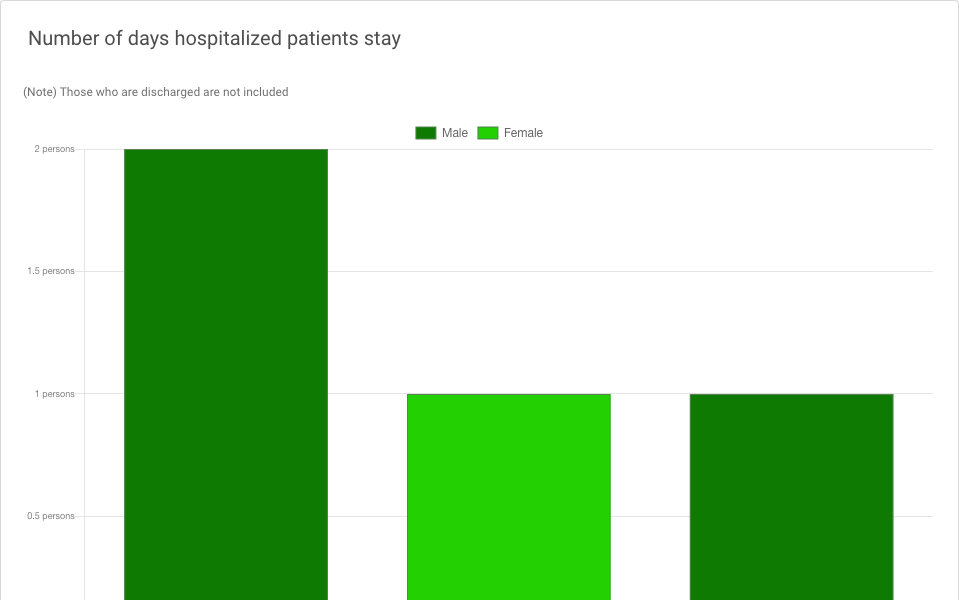 Number of days hospitalized patients stay
(Note) Those who are discharged are not included
Male Female
2 persons
1.5 persons
1 persons
0.5 persons